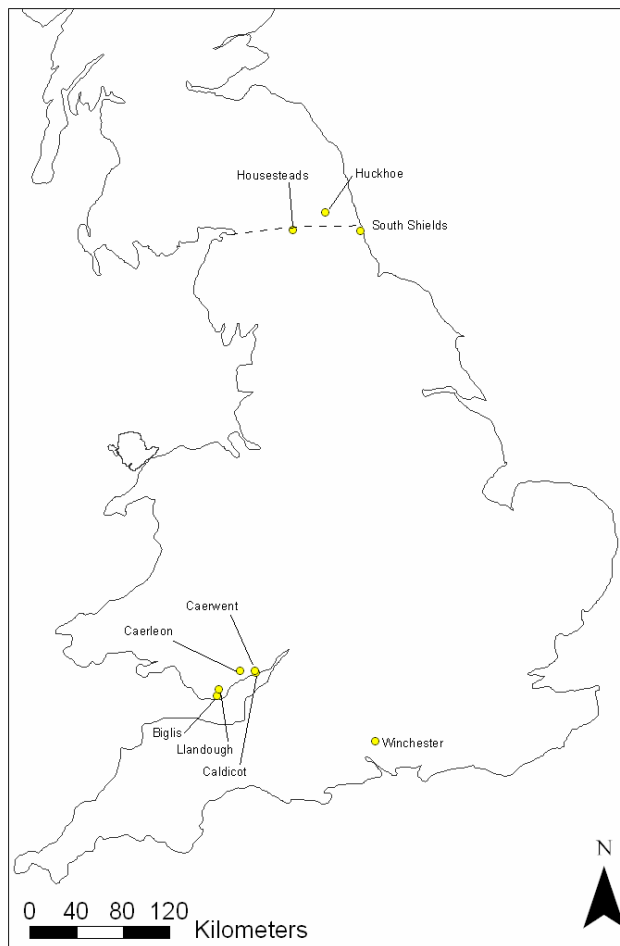 Housesteads
Huckhoe
South Shields
Caerwent
Caerleon
Biglis
Llandough
Caldicot
Winchester
N
0 40 80 120
Kilometers